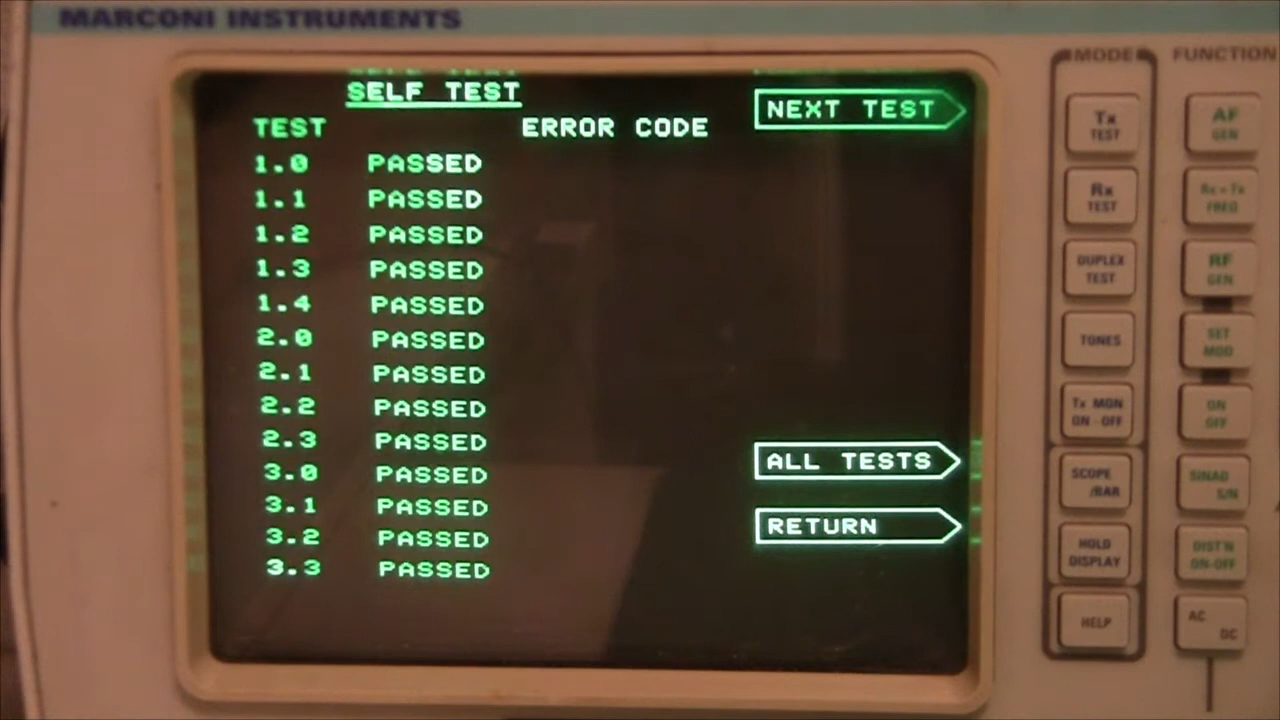 MARCONI INSTRUMENTS
SELF TEST
NEXT TEST
TEST ERROR CODE
1.0 PASSED
1.1 PASSED
1.2 PASSED
1.3 PASSED
1.4 PASSED
2.0 PASSED
2.1 PASSED
2.2 PASSED
2.3 PASSED
3.0 PASSED
3.1 PASSED
3.2 PASSED
3.3 PASSED
ALL TESTS
RETURN
MODE
Tx
TEST
Rx
TEST
DUPLEX
TEST
TONES
Tx MON
ON-OFF
SCOPE
/BAR
HOLD
DISPLAY
HELP
FUNCTION
AF
GEN
Rx=Tx
FREQ
RF
GEN
SET
MOD
ON
OFF
SINAD
S/N
DIST'N
ON-OFF
AC
DC